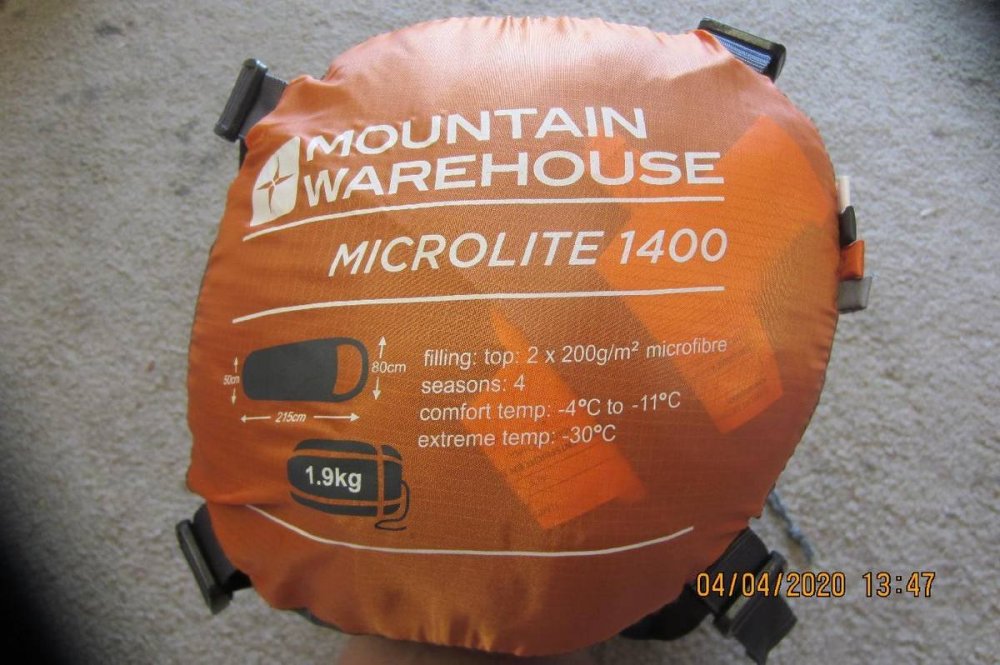 MOUNTAIN
WAREHOUSE
MICROLITE 1400
50cm
80cm
215cm
filling: top: 2 x 200g/m² microfibre
seasons: 4
comfort temp: -4°C to -11°C
extreme temp: -30°C
1.9kg
04/04/2020 13:47